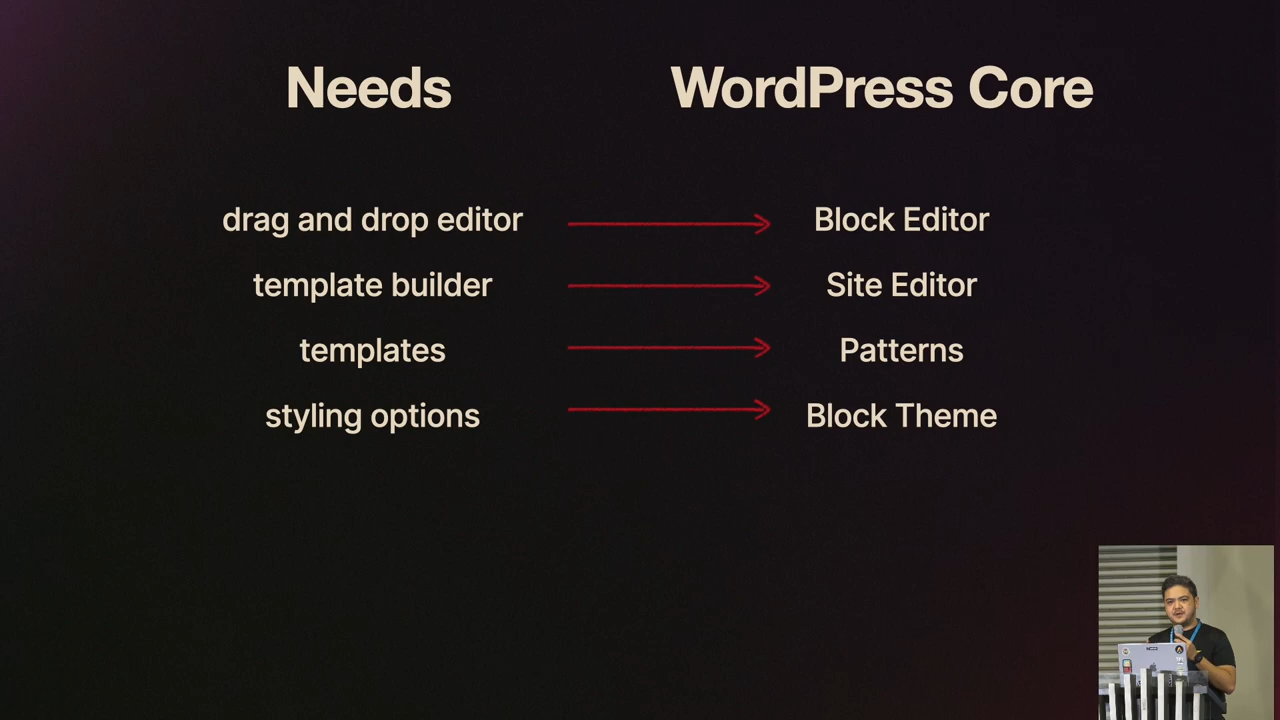 Needs
WordPress Core
drag and drop editor
Block Editor
template builder
Site Editor
templates
Patterns
styling options
Block Theme